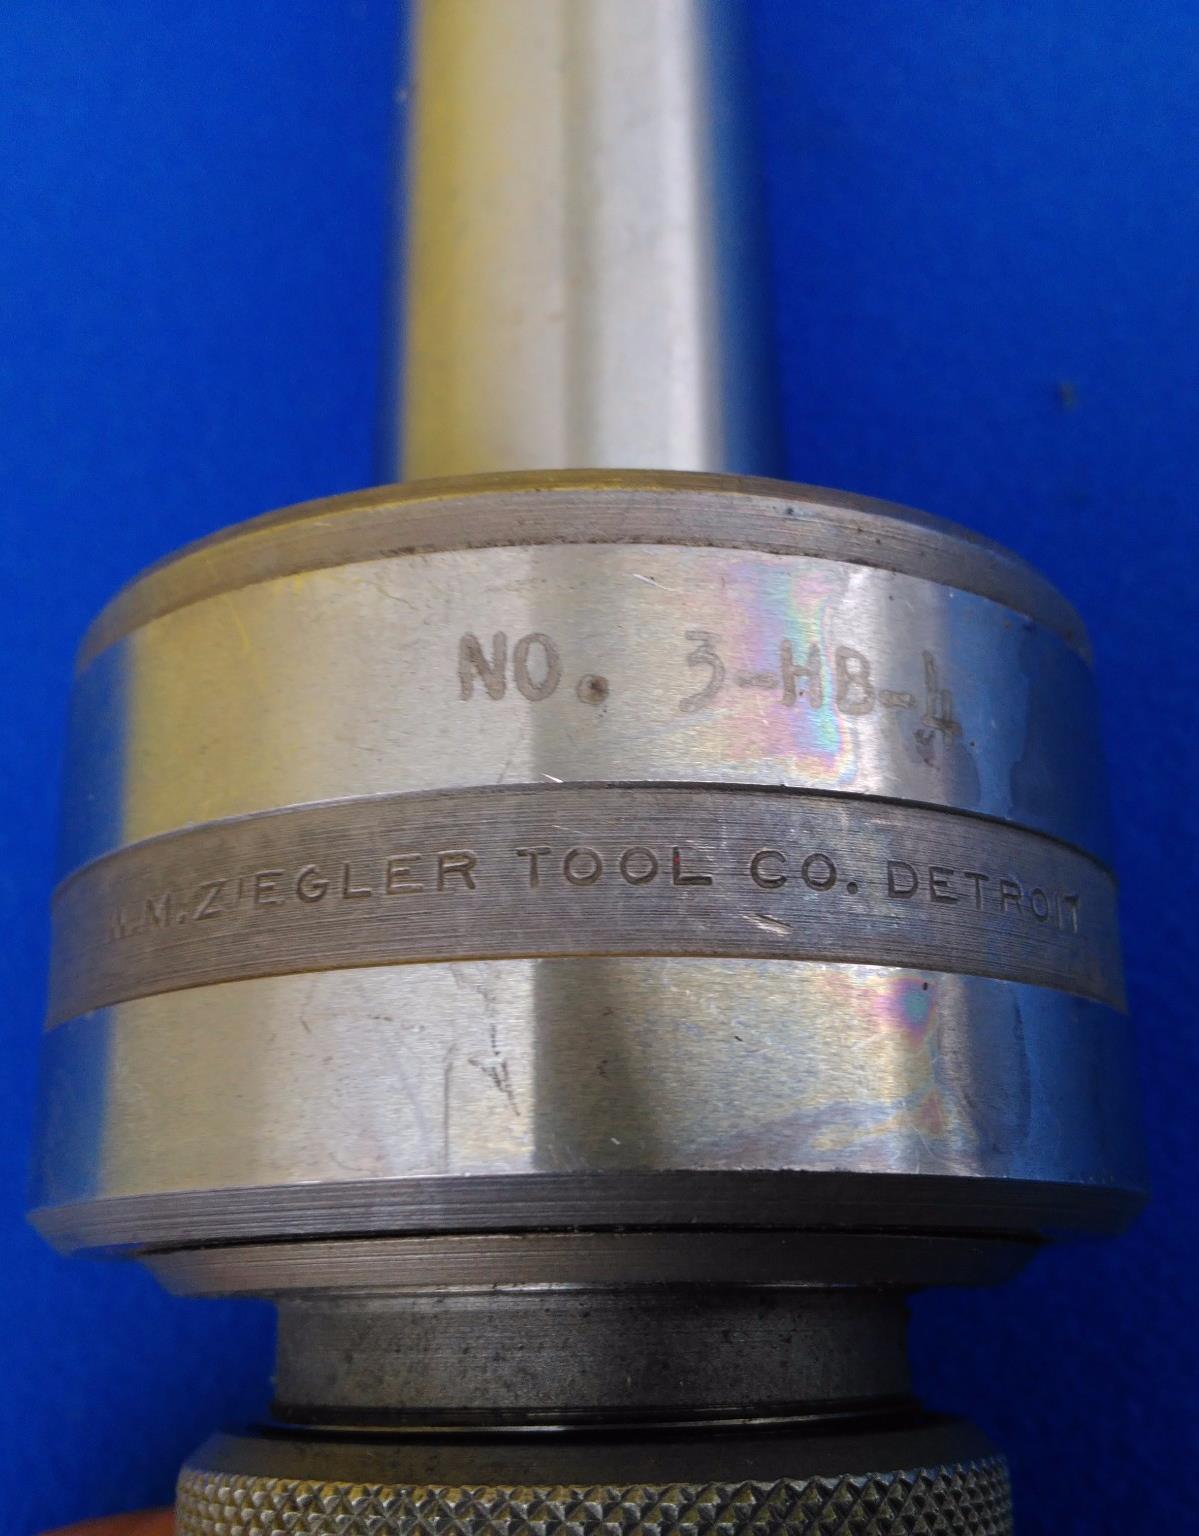 NO. 3-HB-4
W.M.ZIEGLER TOOL CO. DETROIT